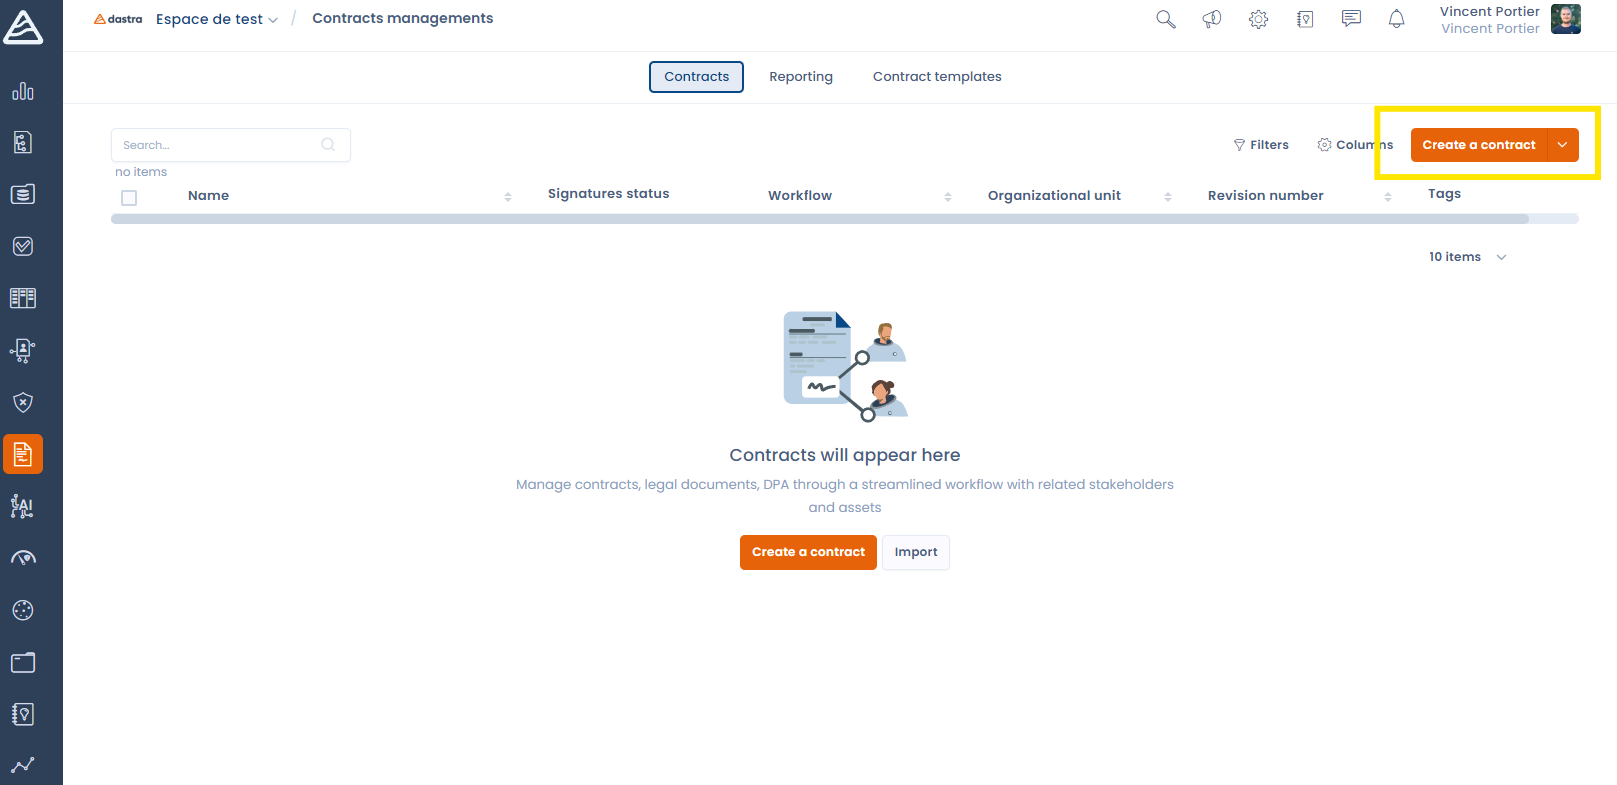 dastra Espace de test / Contracts managements
Vincent Portier
Vincent Portier
Contracts Reporting Contract templates
Search...
Filters Columns Create a contract
no items
Name Signatures status Workflow Organizational unit Revision number Tags
10 items
Contracts will appear here
Manage contracts, legal documents, DPA through a streamlined workflow with related stakeholders
and assets
Create a contract Import
AI